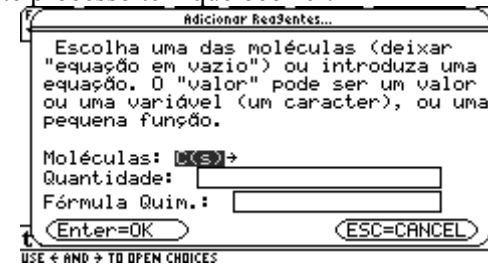 Adicionar Rea9entes...
Escolha uma das moléculas (deixar
"equação em vazio") ou introduza uma
equação. O "valor" pode ser um valor
ou uma variável (um caracter), ou uma
pequena função.
Moléculas: C(s)→
Quantidade:
Fórmula Quim.:
Enter=OK
ESC=CANCEL
USE ← AND → TO OPEN CHOICES